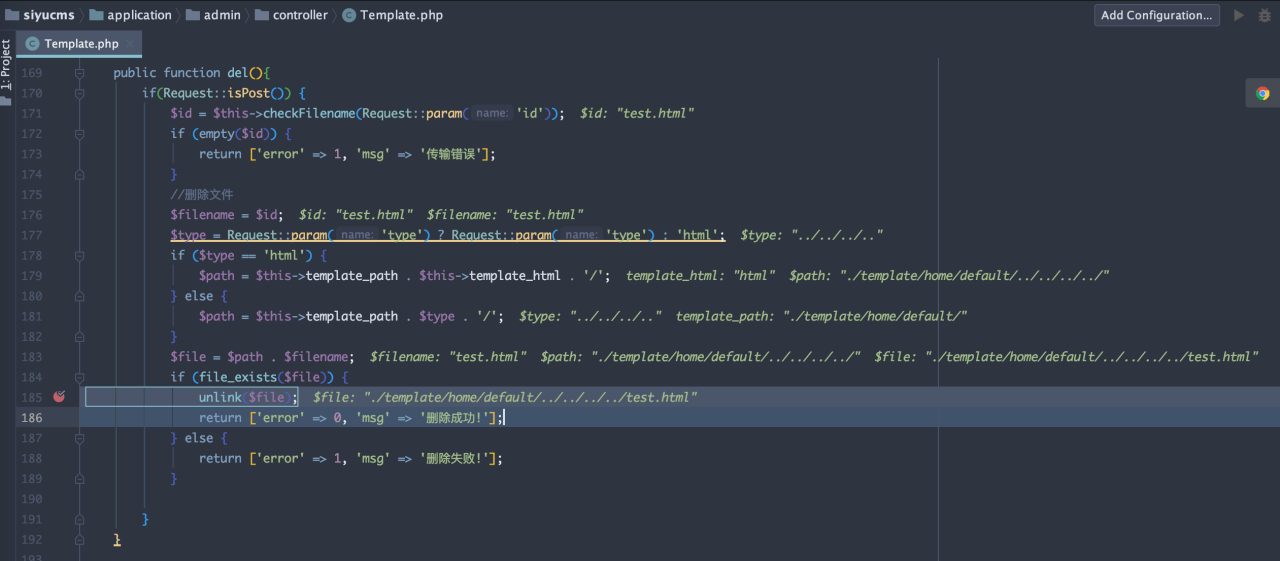 siyucms application admin controller Template.php Add Configuration...
1: Project
Template.php
169 public function del(){
170 if(Request::isPost()) {
171 $id = $this->checkFilename(Request::param( name: 'id')); $id: "test.html"
172 if (empty($id)) {
173 return ['error' => 1, 'msg' => '传输错误'];
174 }
175 //删除文件
176 $filename = $id; $id: "test.html" $filename: "test.html"
177 $type = Request::param( name: 'type') ? Request::param( name: 'type') : 'html'; $type: "../../../.."
178 if ($type == 'html') {
179 $path = $this->template_path . $this->template_html . '/'; template_html: "html" $path: "./template/home/default/../../../../"
180 } else {
181 $path = $this->template_path . $type . '/'; $type: "../../../.." template_path: "./template/home/default/"
182 }
183 $file = $path . $filename; $filename: "test.html" $path: "./template/home/default/../../../../" $file: "./template/home/default/../../../../test.html"
184 if (file_exists($file)) {
185 unlink($file); $file: "./template/home/default/../../../../test.html"
186 return ['error' => 0, 'msg' => '删除成功!'];
187 } else {
188 return ['error' => 1, 'msg' => '删除失败!'];
189 }
190
191 }
192 }
193